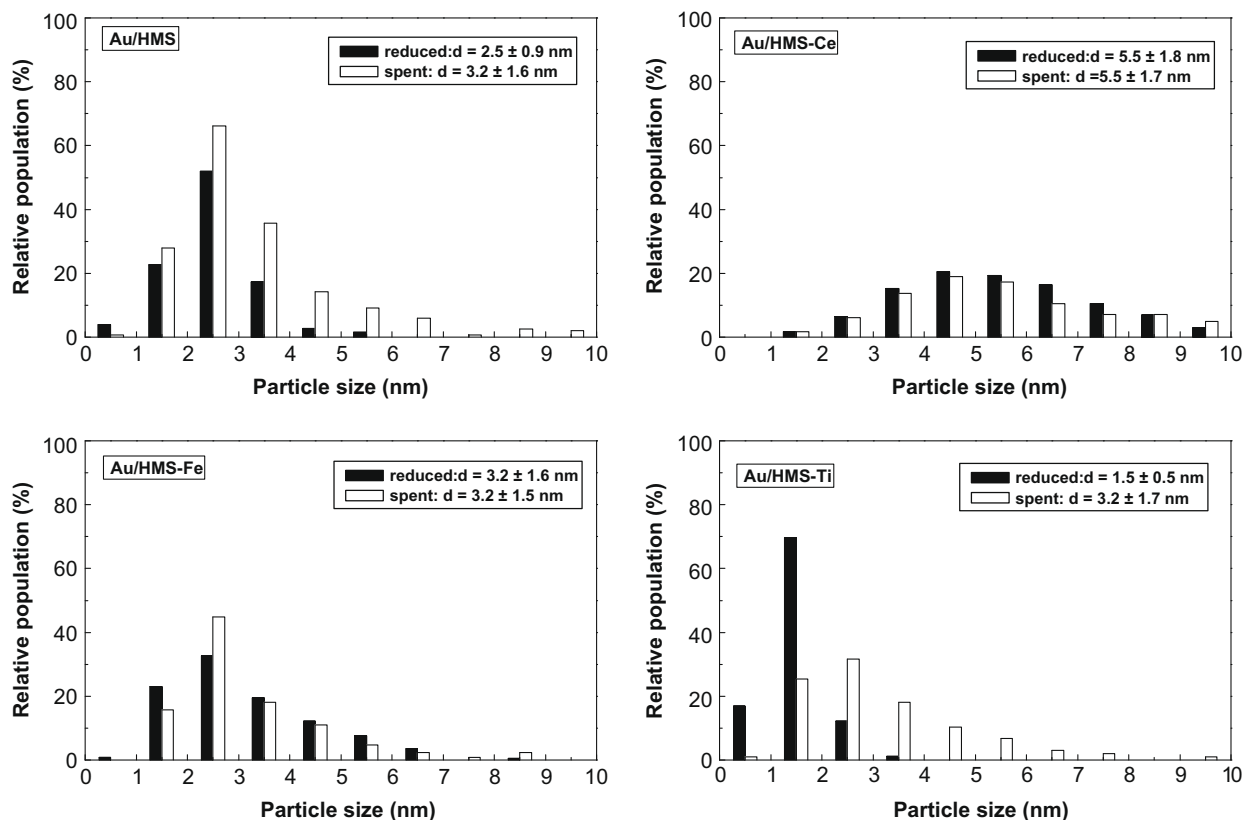 Au/HMS
reduced:d = 2.5 ± 0.9 nm
spent: d = 3.2 ± 1.6 nm
Relative population (%)
100
80
60
40
20
0
0 1 2 3 4 5 6 7 8 9 10
Particle size (nm)
Au/HMS-Ce
reduced:d = 5.5 ± 1.8 nm
spent: d =5.5 ± 1.7 nm
Relative population (%)
100
80
60
40
20
0
0 1 2 3 4 5 6 7 8 9 10
Particle size (nm)
Au/HMS-Fe
reduced:d = 3.2 ± 1.6 nm
spent: d = 3.2 ± 1.5 nm
Relative population (%)
100
80
60
40
20
0
0 1 2 3 4 5 6 7 8 9 10
Particle size (nm)
Au/HMS-Ti
reduced:d = 1.5 ± 0.5 nm
spent: d = 3.2 ± 1.7 nm
Relative population (%)
100
80
60
40
20
0
0 1 2 3 4 5 6 7 8 9 10
Particle size (nm)